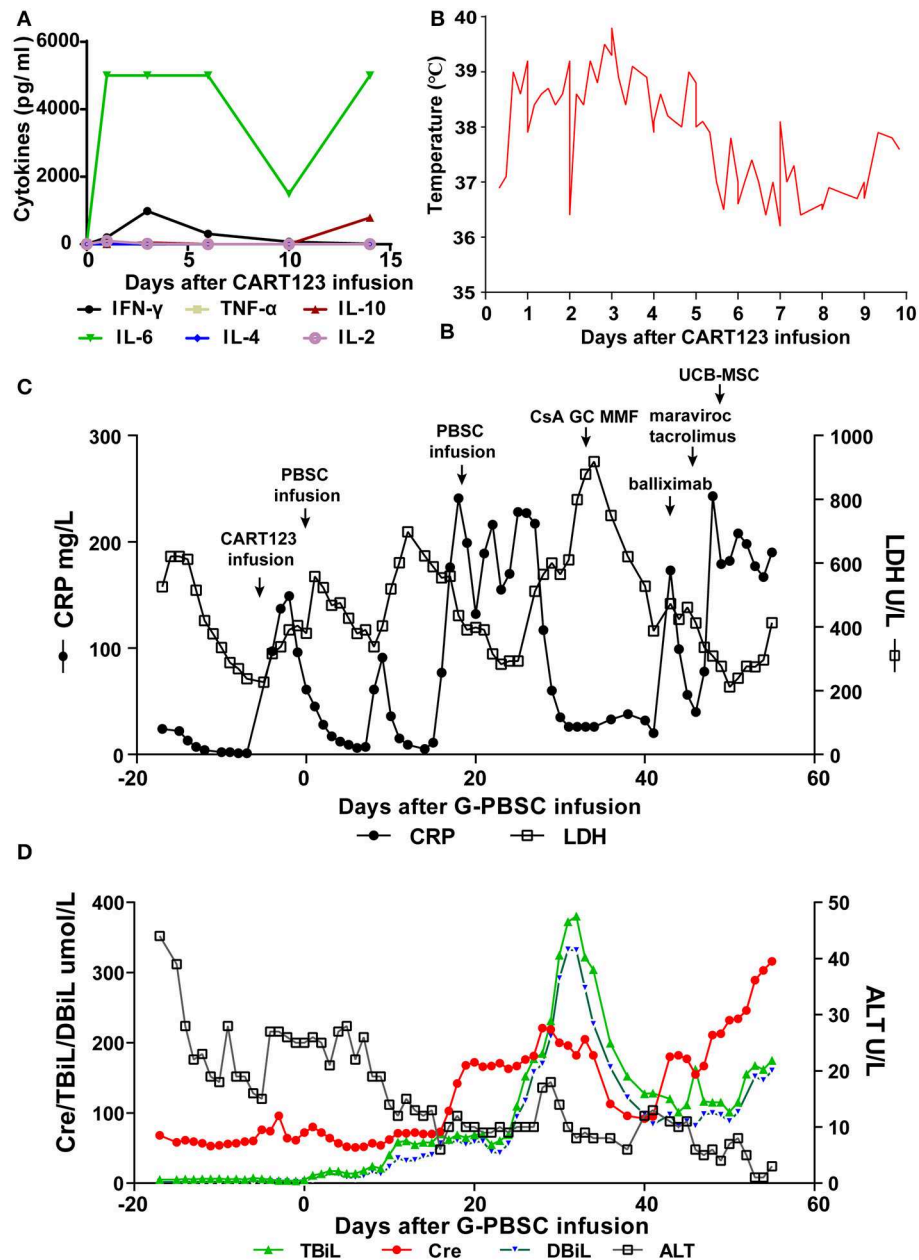 A
Cytokines (pg/ml)
6000
4000
2000
0
0 5 10 15
Days after CART123 infusion
IFN-γ TNF-α IL-10
IL-6 IL-4 IL-2
B
Temperature (°C)
40
39
38
37
36
35
0 1 2 3 4 5 6 7 8 9 10
Days after CART123 infusion
B
C
CRP mg/L
300
200
100
0
LDH U/L
1000
800
600
400
200
0
CART123
infusion
PBSC
infusion
PBSC
infusion
CsA GC MMF
balliximab
maraviroc
tacrolimus
UCB-MSC
-20 0 20 40 60
Days after G-PBSC infusion
CRP LDH
D
Cre/TBiL/DBiL umol/L
400
300
200
100
0
ALT U/L
50
40
30
20
10
0
-20 0 20 40 60
Days after G-PBSC infusion
TBiL Cre DBiL ALT